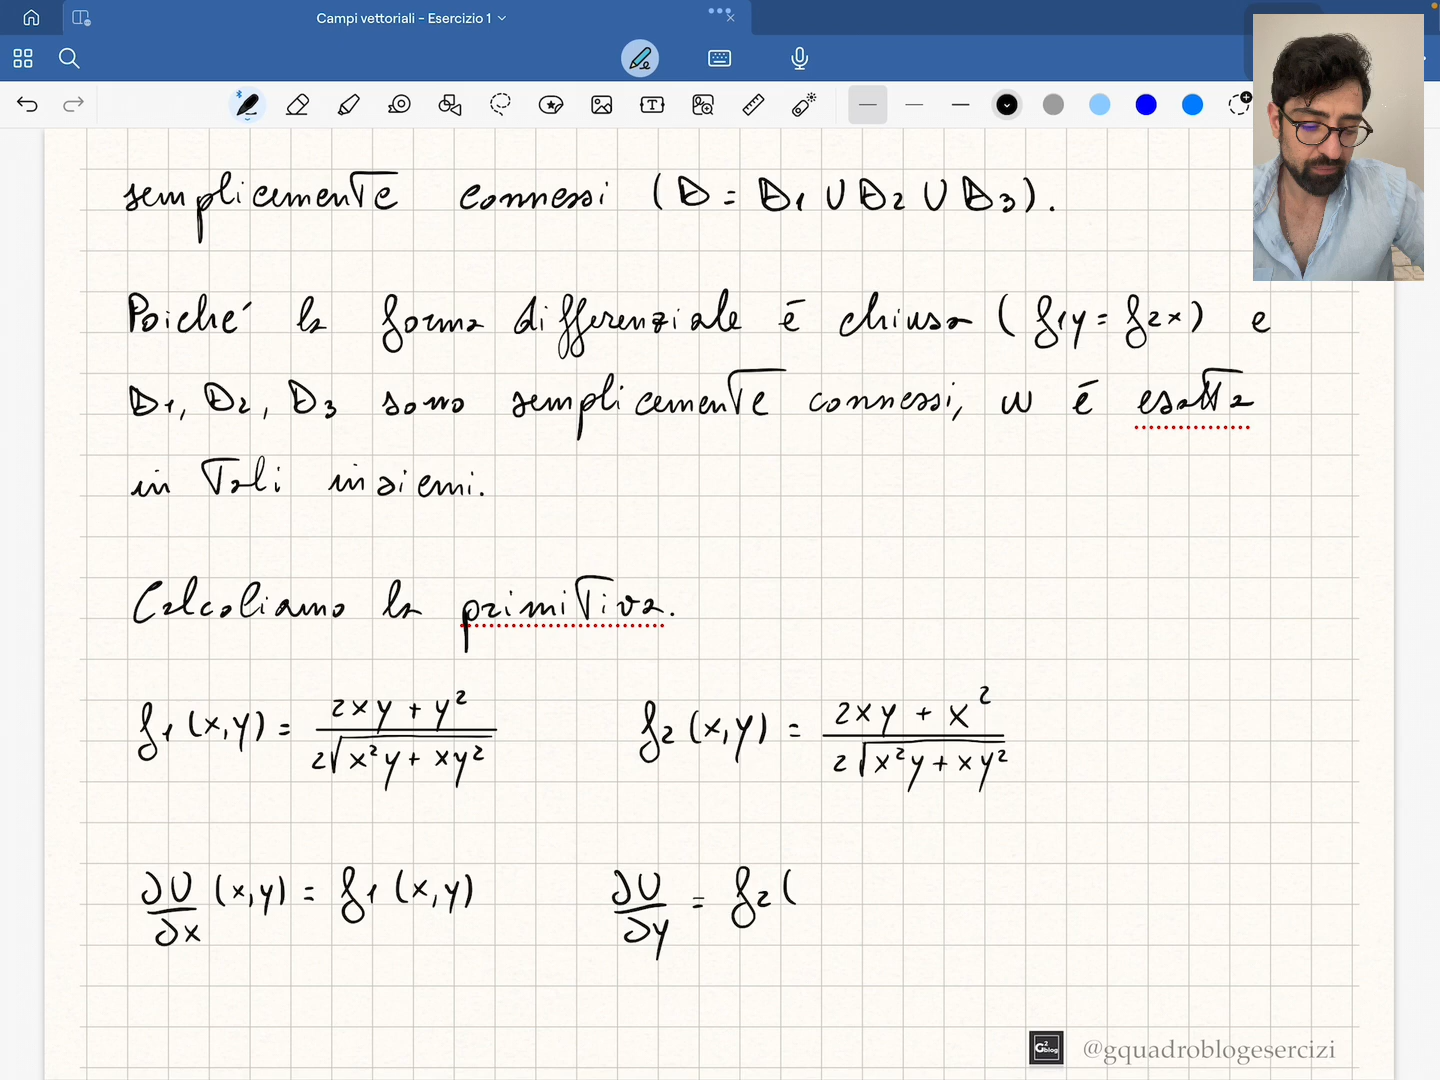 Campi vettoriali - Esercizio 1
semplicemente connessi (D = D1 ∪ D2 ∪ D3).
Poiché la forma differenziale è chiusa (f1y = f2x) e
D1, D2, D3 sono semplicemente connessi, ω è esatta
in tali insiemi.
Calcoliamo la primitiva.
f1 (x,y) = (2xy + y²) / (2√(x²y + xy²)) f2 (x,y) = (2xy + x²) / (2√(x²y + xy²))
∂U/∂x (x,y) = f1 (x,y) ∂U/∂y = f2 (
G² blog @gquadroblogesercizi